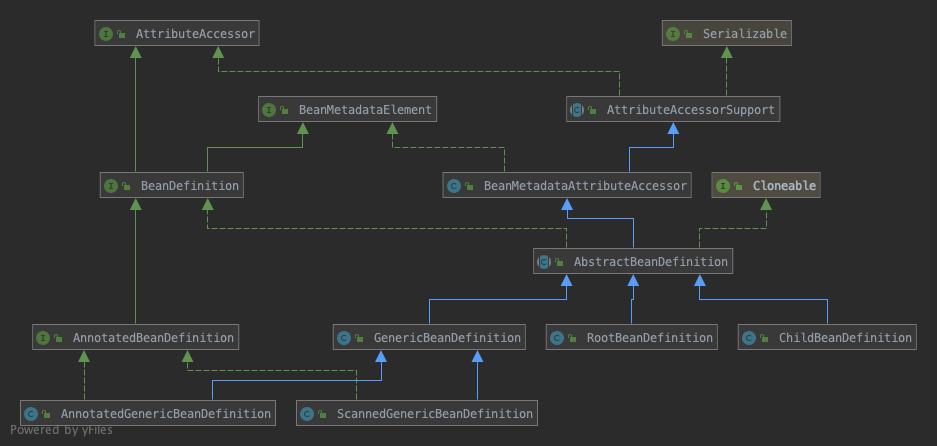 I AttributeAccessor
I Serializable
I BeanMetadataElement
C AttributeAccessorSupport
I BeanDefinition
C BeanMetadataAttributeAccessor
I Cloneable
C AbstractBeanDefinition
I AnnotatedBeanDefinition
C GenericBeanDefinition
C RootBeanDefinition
C ChildBeanDefinition
C AnnotatedGenericBeanDefinition
C ScannedGenericBeanDefinition
Powered by yFiles